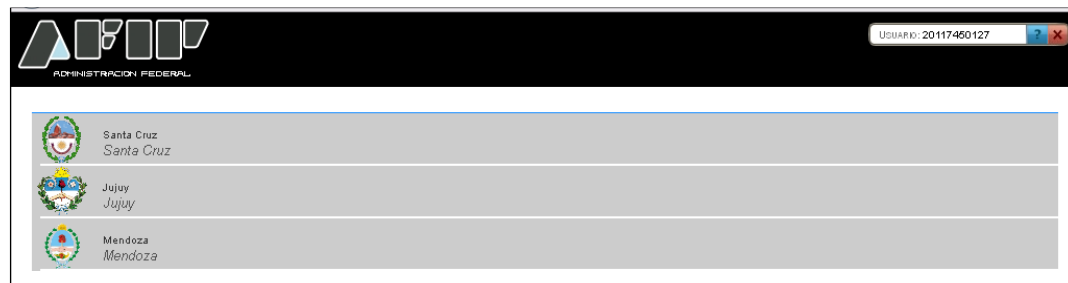 AFIP
ADMINISTRACION FEDERAL
USUARIO: 20117450127 ? X
Santa Cruz
Santa Cruz
Jujuy
Jujuy
Mendoza
Mendoza